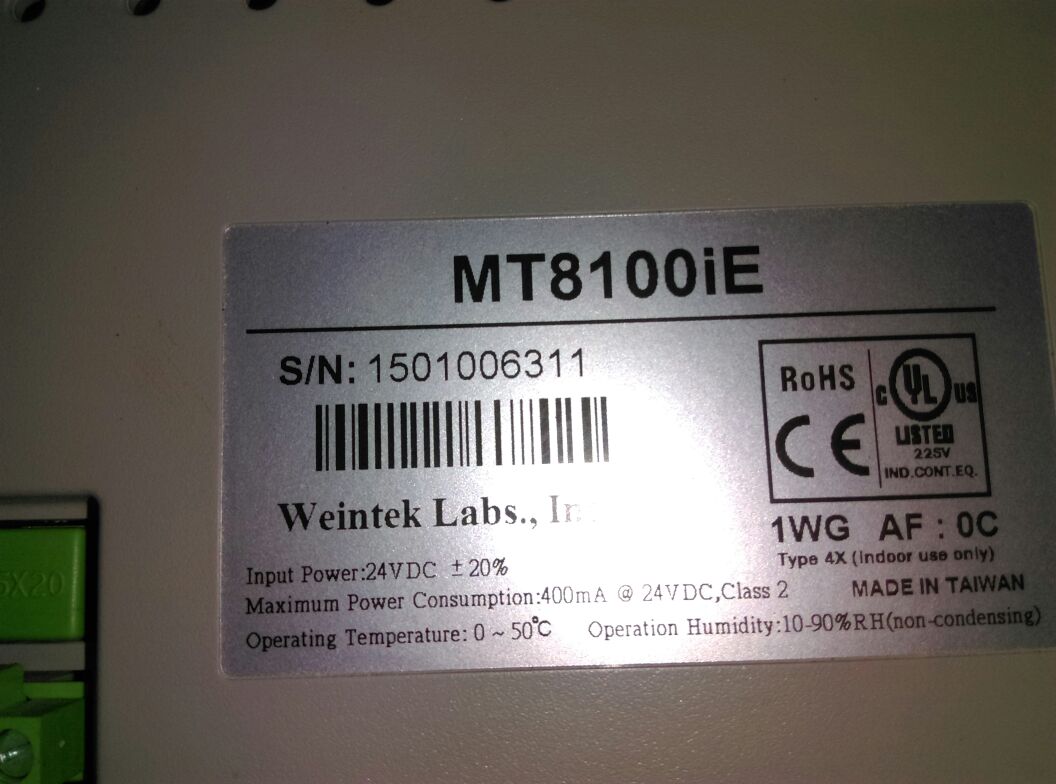 MT8100iE
S/N: 1501006311
RoHS
CE
C UL US
LISTED
225V
IND.CONT.EQ.
Weintek Labs.,
1WG AF : 0C
Type 4X (Indoor use only)
Input Power:24VDC ±20%
MADE IN TAIWAN
Maximum Power Consumption:400mA @ 24VDC,Class 2
Operating Temperature: 0 ~ 50℃ Operation Humidity:10-90%RH(non-condensing)
5X20